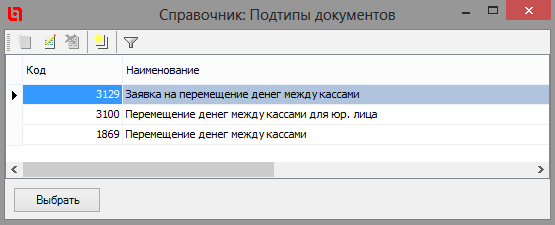 Справочник: Подтипы документов
Код Наименование
3129 Заявка на перемещение денег между кассами
3100 Перемещение денег между кассами для юр. лица
1869 Перемещение денег между кассами
Выбрать